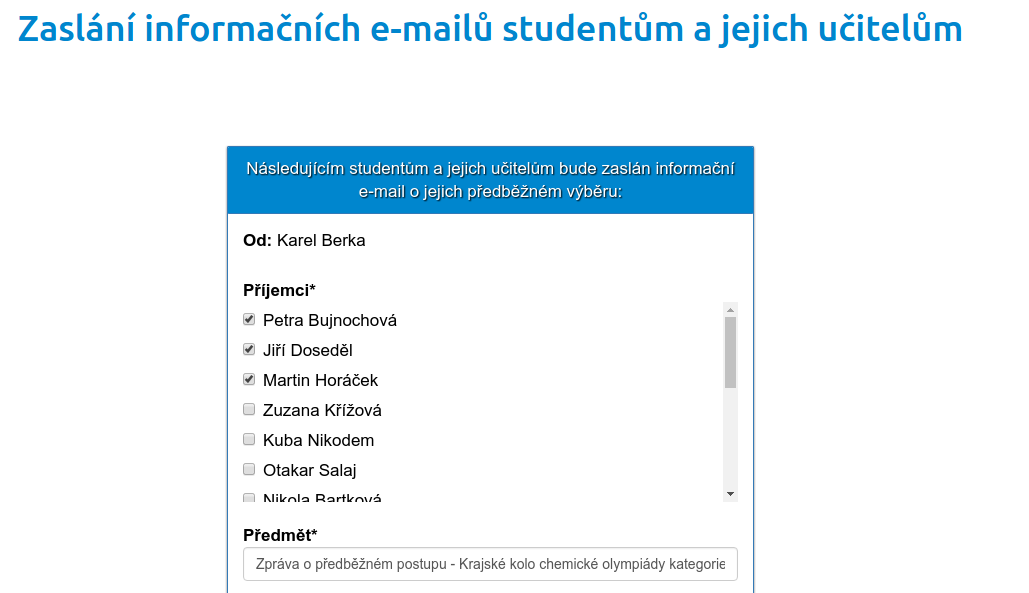 Zaslání informačních e-mailů studentům a jejich učitelům
Následujícím studentům a jejich učitelům bude zaslán informační
e-mail o jejich předběžném výběru:
Od: Karel Berka
Příjemci*
Petra Bujnochová
Jiří Doseděl
Martin Horáček
Zuzana Křížová
Kuba Nikodem
Otakar Salaj
Nikola Bartková
Předmět*
Zpráva o předběžném postupu - Krajské kolo chemické olympiády kategorie